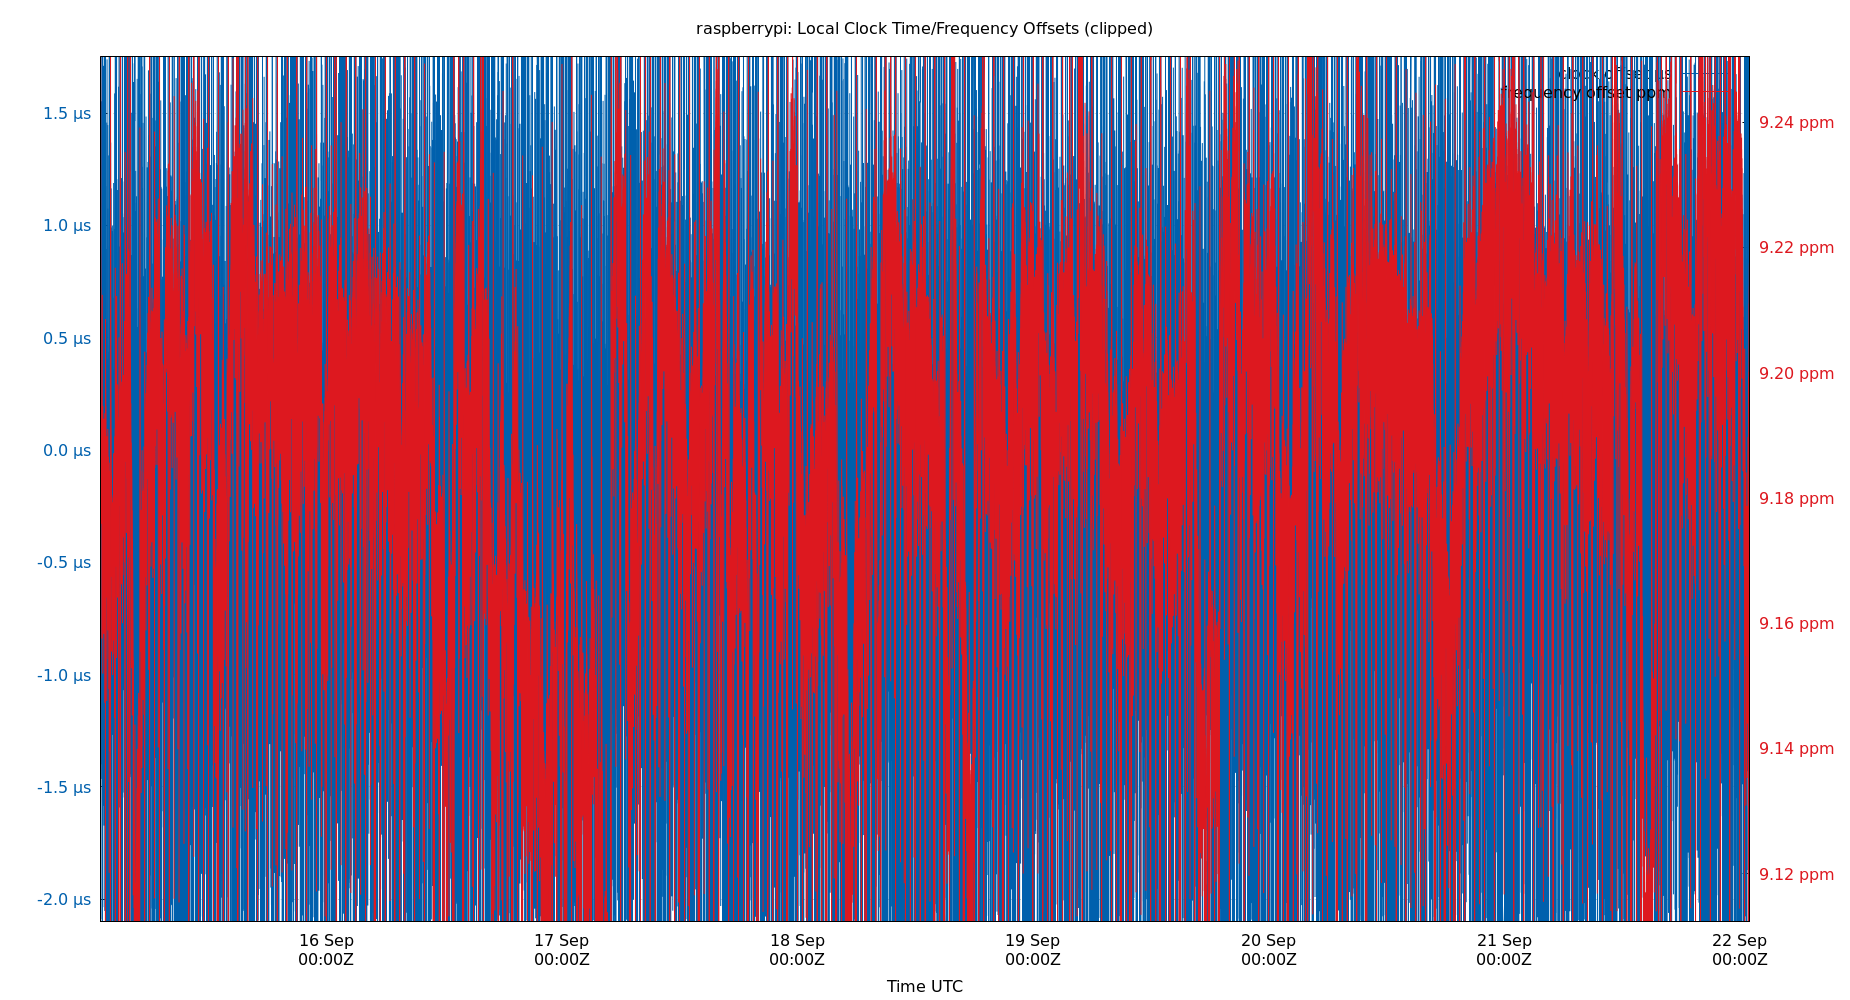 raspberrypi: Local Clock Time/Frequency Offsets (clipped)
clock offset µs
frequency offset ppm
1.5 µs
1.0 µs
0.5 µs
0.0 µs
-0.5 µs
-1.0 µs
-1.5 µs
-2.0 µs
9.24 ppm
9.22 ppm
9.20 ppm
9.18 ppm
9.16 ppm
9.14 ppm
9.12 ppm
16 Sep
00:00Z
17 Sep
00:00Z
18 Sep
00:00Z
19 Sep
00:00Z
20 Sep
00:00Z
21 Sep
00:00Z
22 Sep
00:00Z
Time UTC